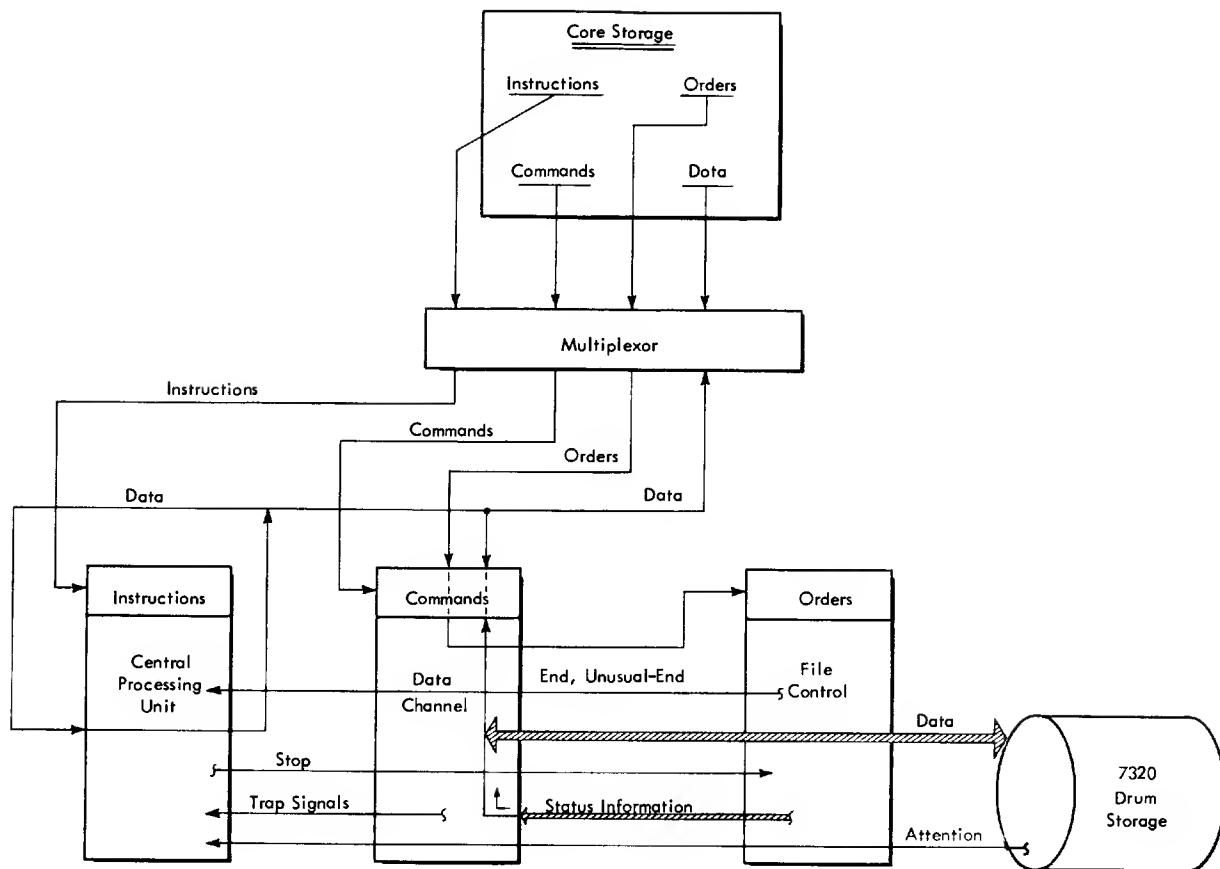 Core Storage
Instructions
Orders
Commands
Data
Multiplexor
Instructions
Commands
Orders
Data
Data
Instructions
Commands
Orders
Central
Processing
Unit
Data
Channel
End, Unusual-End
File
Control
Data
Stop
Trap Signals
Status Information
Attention
7320
Drum
Storage